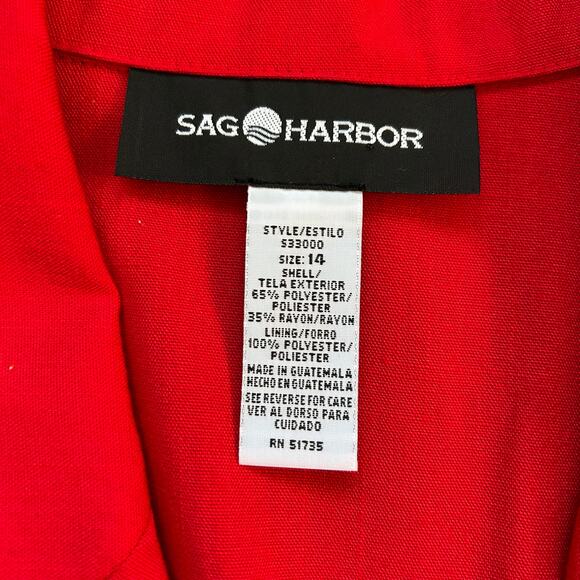 SAG HARBOR
STYLE/ESTILO
S33000
SIZE: 14
SHELL/
TELA EXTERIOR
65% POLYESTER/
POLIESTER
35% RAYON/RAYON
LINING/FORRO
100% POLYESTER/
POLIESTER
MADE IN GUATEMALA
HECHO EN GUATEMALA
SEE REVERSE FOR CARE
VER AL DORSO PARA
CUIDADO
RN 51735